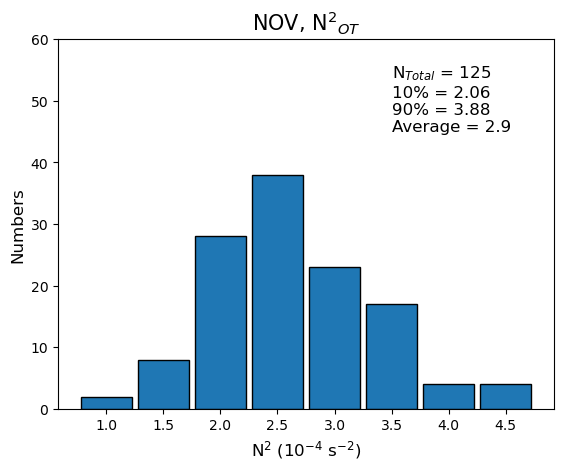 NOV, N²_OT
N_Total = 125
10% = 2.06
90% = 3.88
Average = 2.9
60
50
40
30
20
10
0
Numbers
1.0 1.5 2.0 2.5 3.0 3.5 4.0 4.5
N² (10⁻⁴ s⁻²)